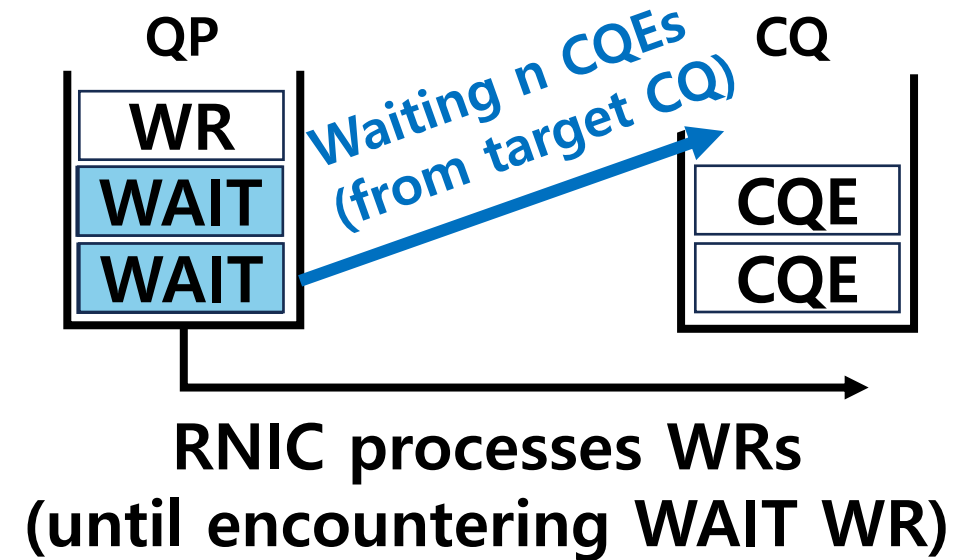 QP
CQ
WR
WAIT
WAIT
Waiting n CQEs
(from target CQ)
CQE
CQE
RNIC processes WRs
(until encountering WAIT WR)